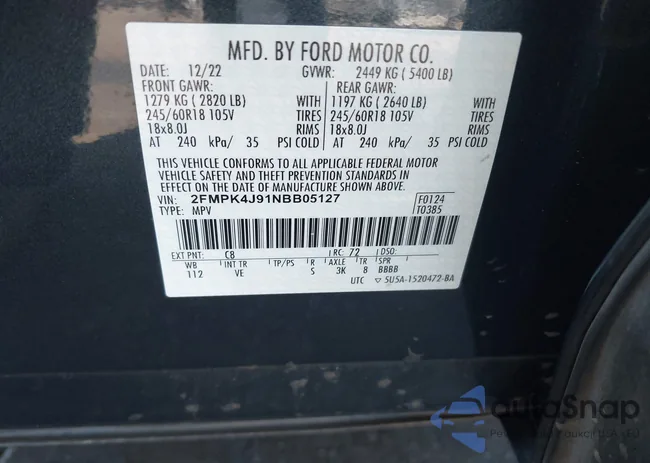 MFD. BY FORD MOTOR CO.
DATE: 12/22 GVWR: 2449 KG ( 5400 LB)
FRONT GAWR: REAR GAWR:
1279 KG ( 2820 LB) WITH 1197 KG ( 2640 LB) WITH
245/60R18 105V TIRES 245/60R18 105V TIRES
18x8.0J RIMS 18x8.0J RIMS
AT 240 kPa/ 35 PSI COLD AT 240 kPa/ 35 PSI COLD
THIS VEHICLE CONFORMS TO ALL APPLICABLE FEDERAL MOTOR
VEHICLE SAFETY AND THEFT PREVENTION STANDARDS IN
EFFECT ON THE DATE OF MANUFACTURE SHOWN ABOVE.
VIN: 2FMPK4J91NBB05127 F0124
TYPE: MPV T0385
EXT PNT: C8 RC: 72 DSO:
WB INT TR TP/PS R AXLE TR SPR
112 VE S 3K 8 BBBB
UTC ▽ 5U5A-1520472-BA
autoSnap